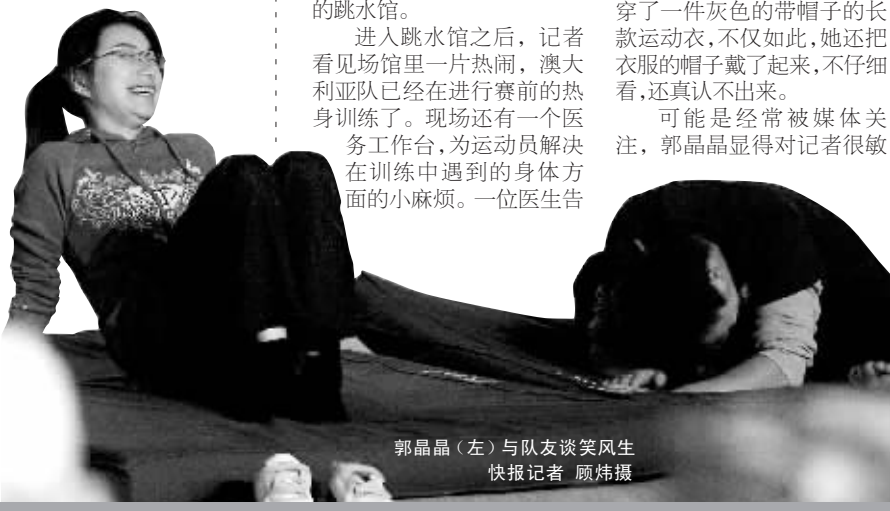 的跳水馆。
进入跳水馆之后，记者
看见场馆里一片热闹，澳大
利亚队已经在进行赛前的热
身训练了。现场还有一个医
务工作台，为运动员解决
在训练中遇到的身体方
面的小麻烦。一位医生告
穿了一件灰色的带帽子的长
款运动衣，不仅如此，她还把
衣服的帽子戴了起来，不仔细
看，还真认不出来。
可能是经常被媒体关
注，郭晶晶显得对记者很敏
郭晶晶（左）与队友谈笑风生
快报记者 顾炜摄